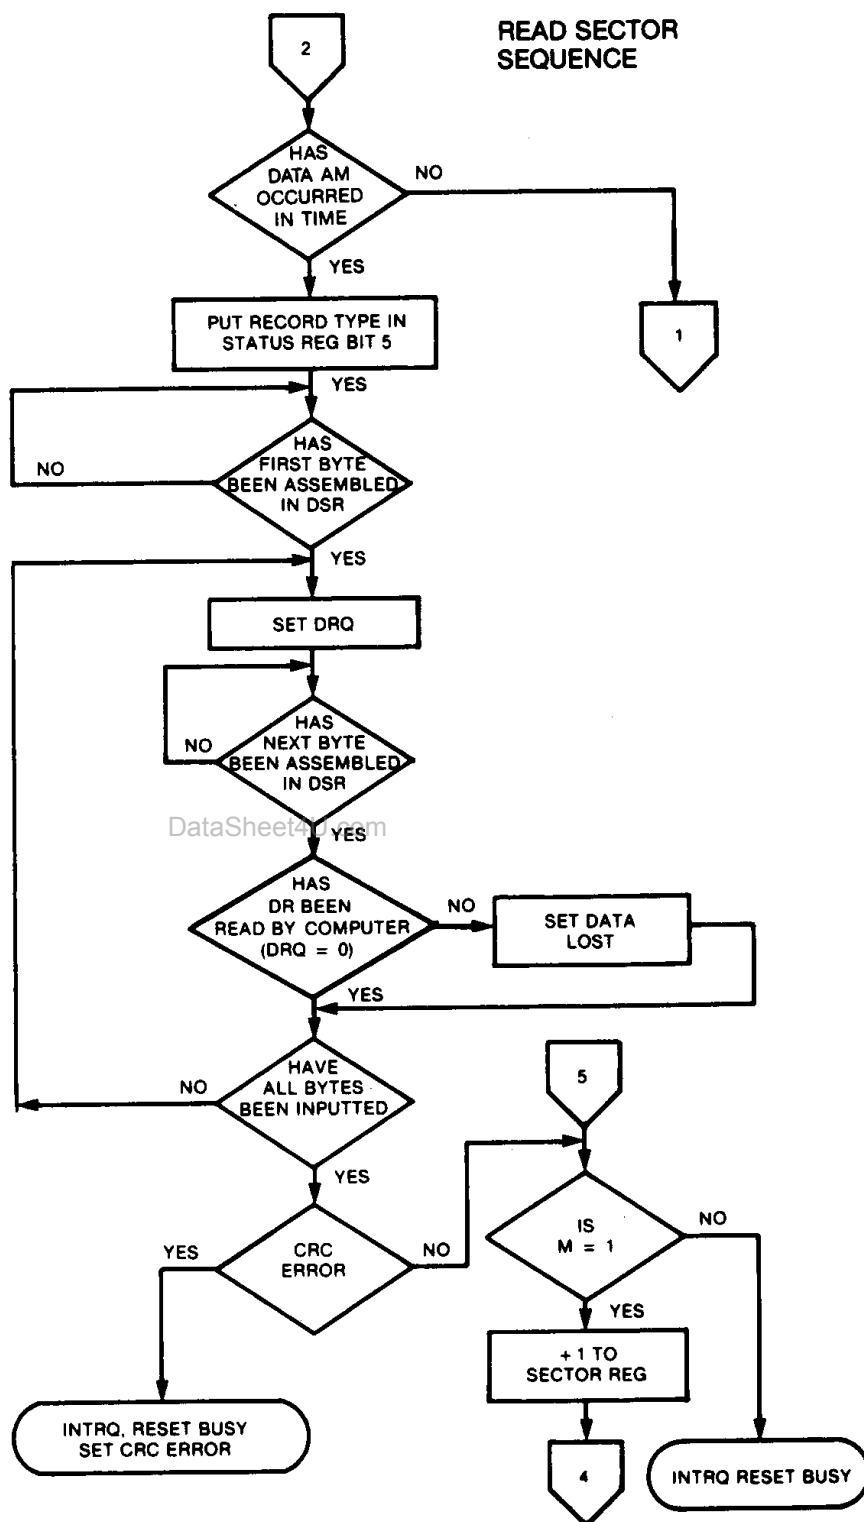 READ SECTOR
SEQUENCE
2
HAS
DATA AM
OCCURRED
IN TIME
NO
YES
PUT RECORD TYPE IN
STATUS REG BIT 5
1
YES
HAS
FIRST BYTE
BEEN ASSEMBLED
IN DSR
NO
YES
SET DRQ
HAS
NEXT BYTE
BEEN ASSEMBLED
IN DSR
NO
DataSheet4U.com
YES
HAS
DR BEEN
READ BY COMPUTER
(DRQ = 0)
NO
SET DATA
LOST
YES
HAVE
ALL BYTES
BEEN INPUTTED
NO
5
YES
CRC
ERROR
YES
NO
IS
M = 1
NO
YES
+ 1 TO
SECTOR REG
INTRQ, RESET BUSY
SET CRC ERROR
4
INTRQ RESET BUSY